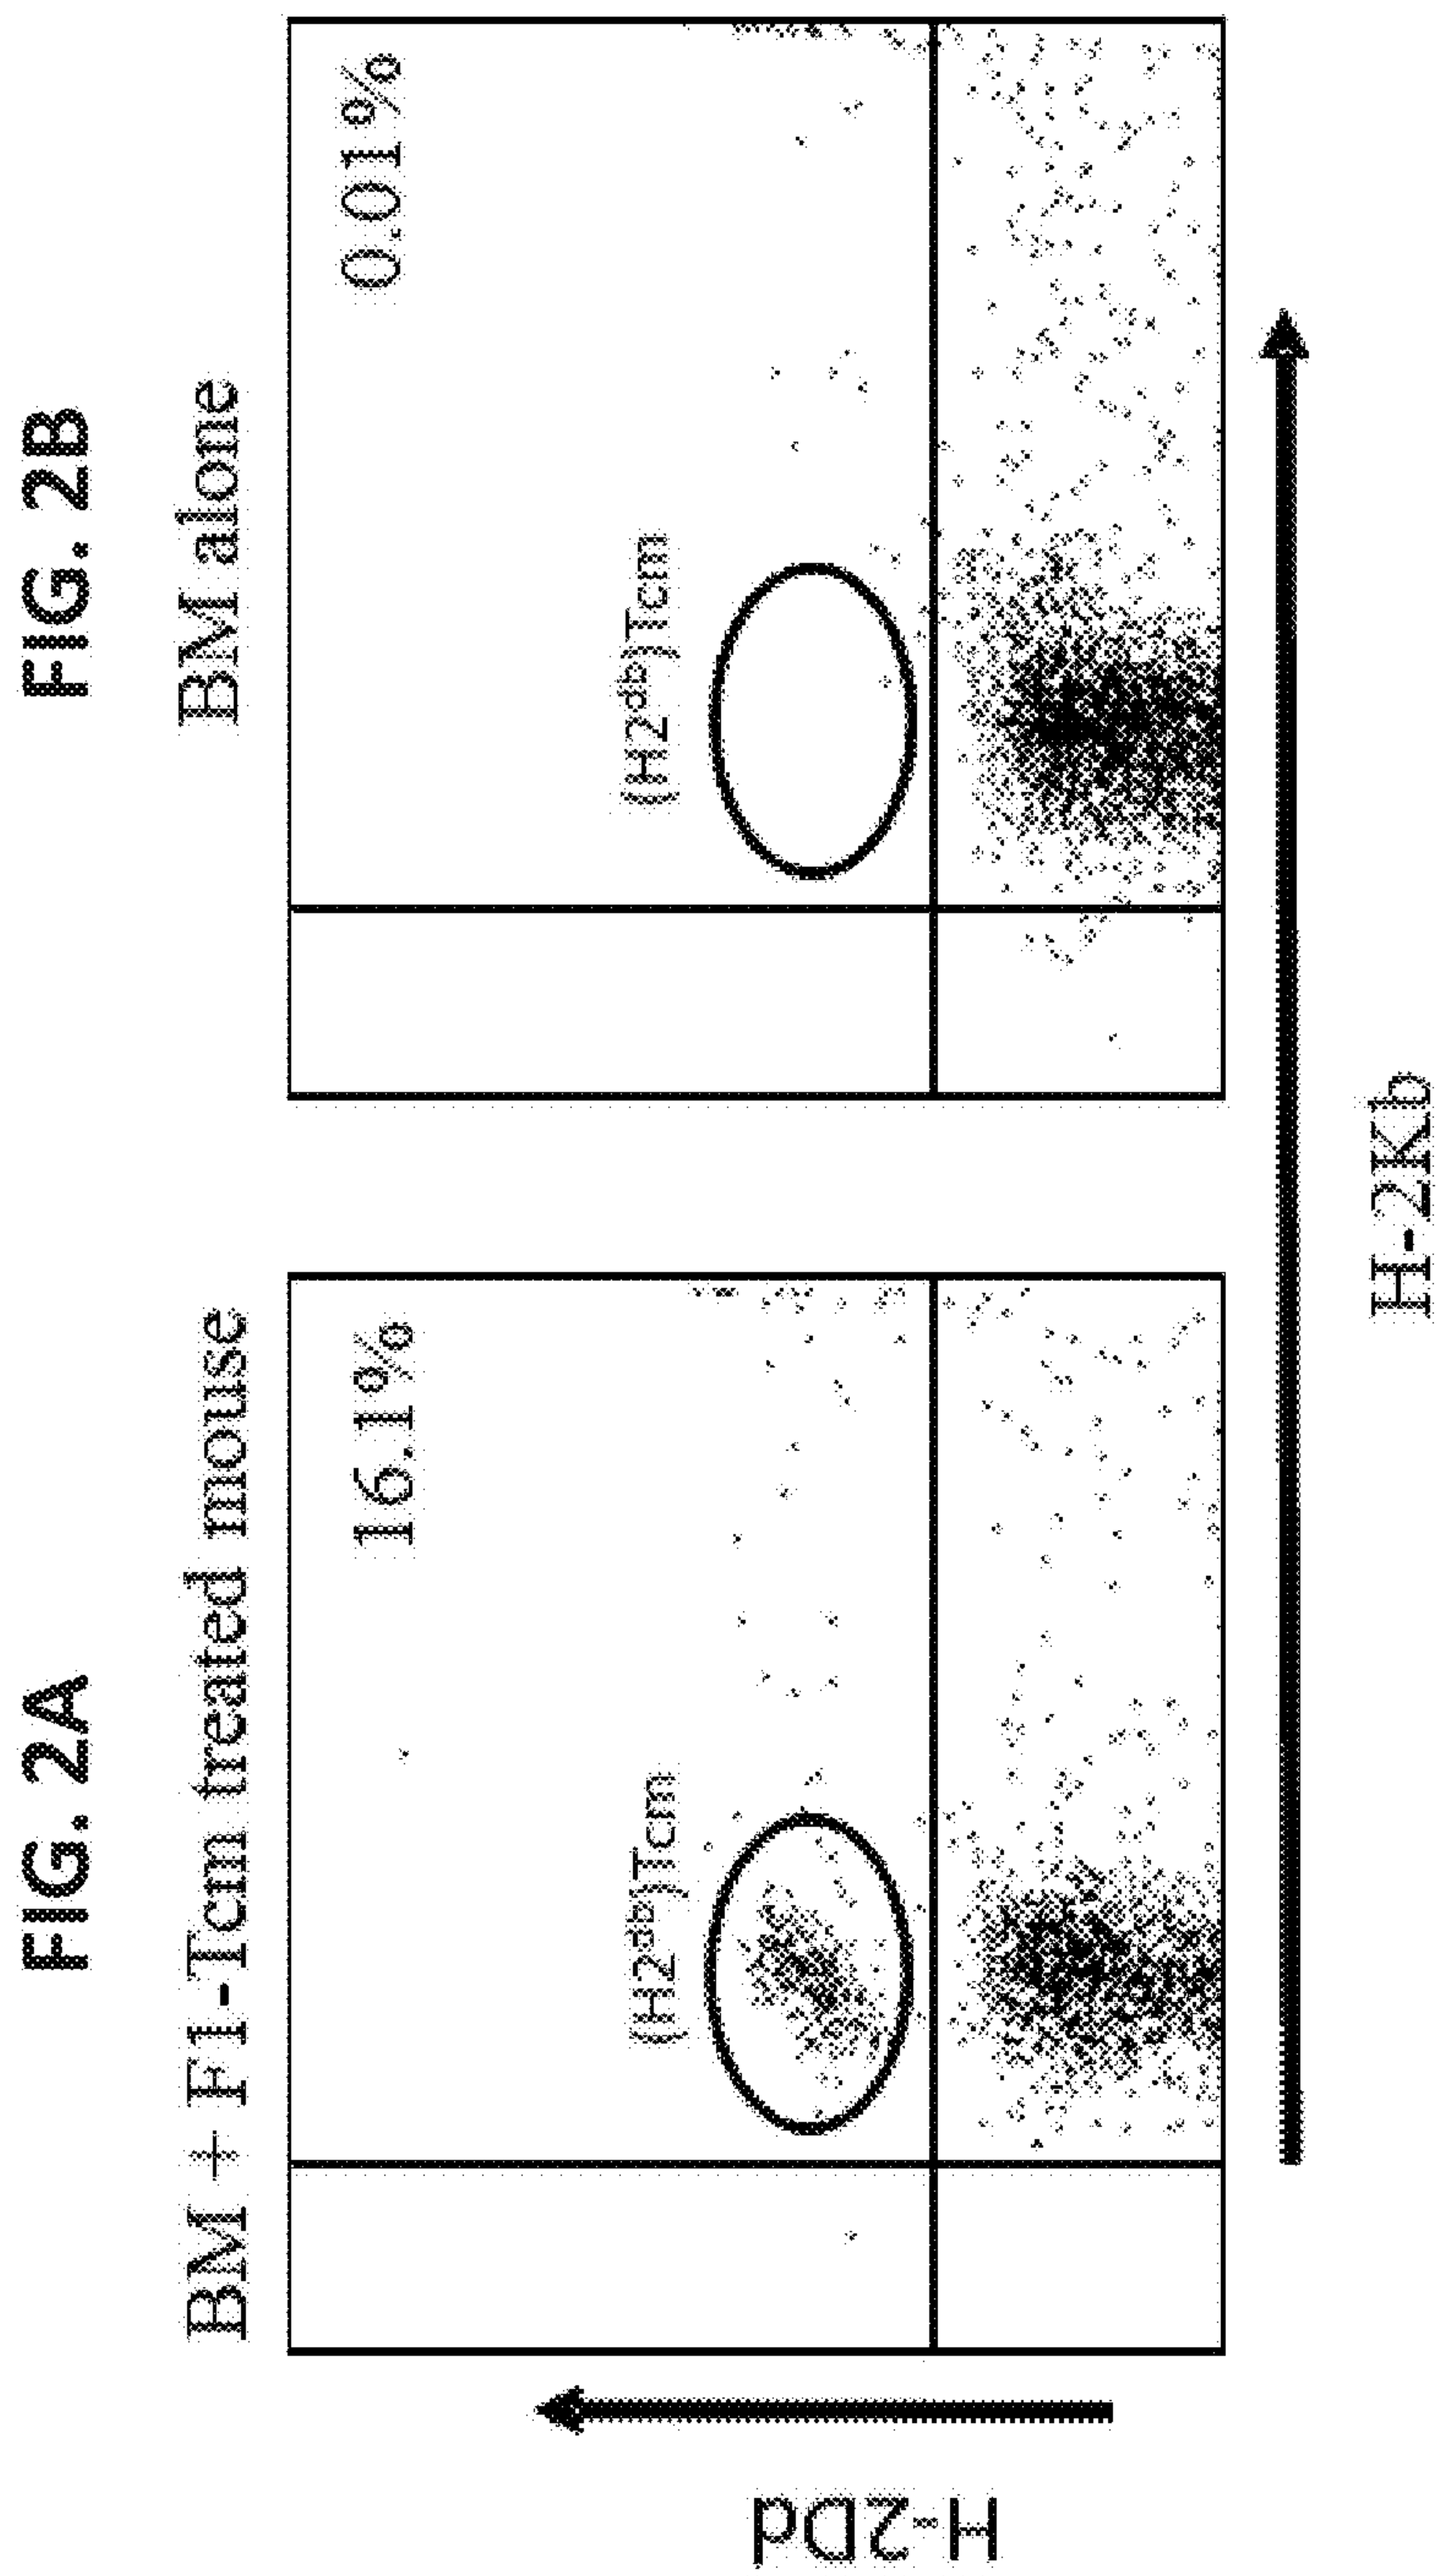 FIG. 2A
BM + F1-Tcm treated mouse
16.1%
(H2ᵈᵇ)Tcm
FIG. 2B
BM alone
0.01%
(H2ᵈᵇ)Tcm
H-2Dd
H-2Kb